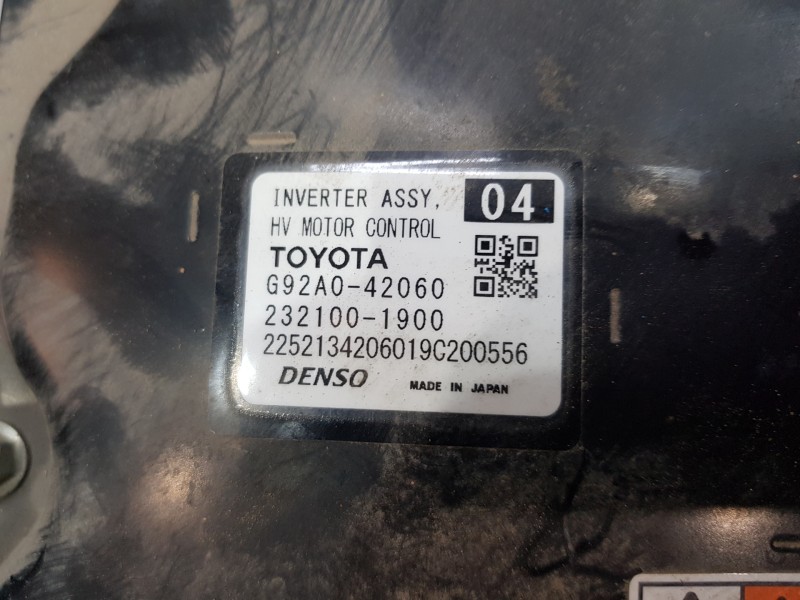 INVERTER ASSY, 04
HV MOTOR CONTROL
TOYOTA
G92A0-42060
232100-1900
2252134206019C200556
DENSO MADE IN JAPAN